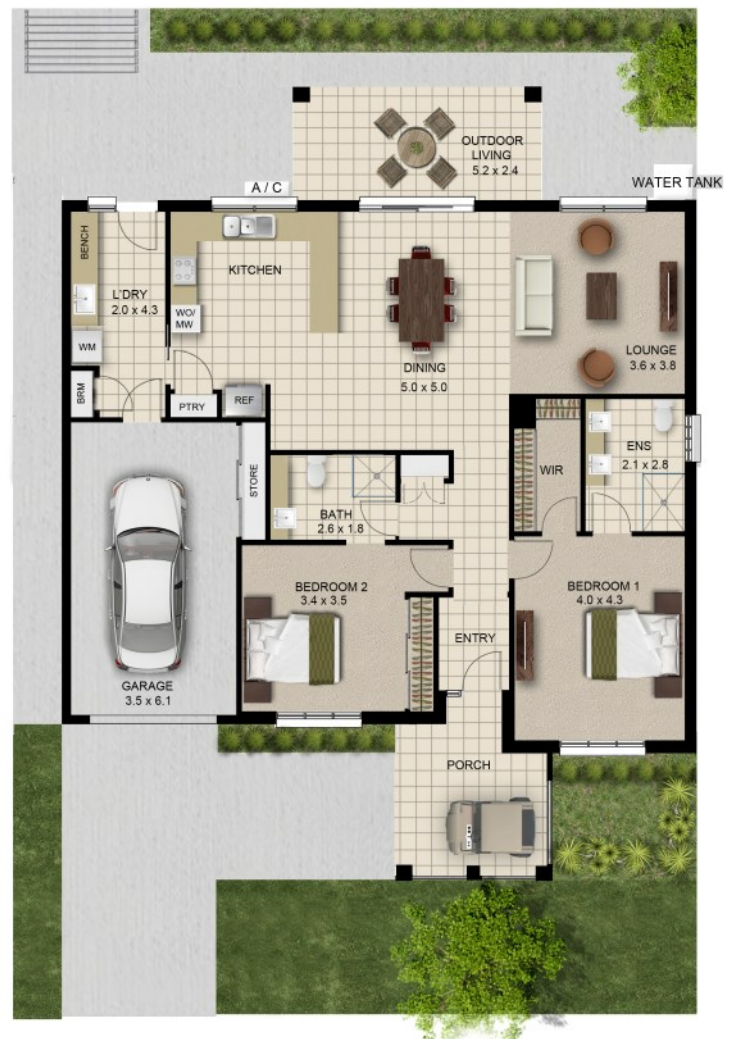 OUTDOOR
LIVING
5.2 x 2.4
A / C
WATER TANK
BENCH
KITCHEN
L'DRY
2.0 x 4.3
WO/
MW
WM
LOUNGE
3.6 x 3.8
DINING
5.0 x 5.0
BRM
PTRY
REF
STORE
WIR
ENS
2.1 x 2.8
BATH
2.6 x 1.8
BEDROOM 2
3.4 x 3.5
BEDROOM 1
4.0 x 4.3
ENTRY
GARAGE
3.5 x 6.1
PORCH